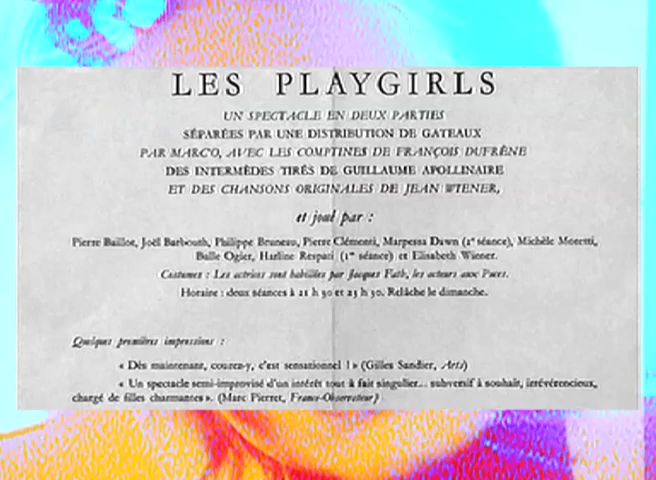 LES PLAYGIRLS
UN SPECTACLE EN DEUX PARTIES
SÉPARÉES PAR UNE DISTRIBUTION DE GATEAUX
PAR MARC'O, AVEC LES COMPTINES DE FRANÇOIS DUFRÊNE
DES INTERMÈDES TIRÉS DE GUILLAUME APOLLINAIRE
ET DES CHANSONS ORIGINALES DE JEAN WIENER,
et joué par :
Pierre Baillot, Joël Barbouth, Philippe Bruneau, Pierre Clémenti, Marpessa Dawn (2e séance), Michèle Moretti,
Bulle Ogier, Harline Respati (1re séance) et Elisabeth Wiener.
Costumes : Les actrices sont habillées par Jacques Fath, les acteurs aux Puces.
Horaire : deux séances à 21 h 30 et 23 h 30. Relâche le dimanche.
Quelques premières impressions :
« Dès maintenant, courez-y, c'est sensationnel ! » (Gilles Sandier, Arts)
« Un spectacle semi-improvisé d'un intérêt tout à fait singulier... subversif à souhait, irrévérencieux,
chargé de filles charmantes ». (Marc Pierret, France-Observateur)